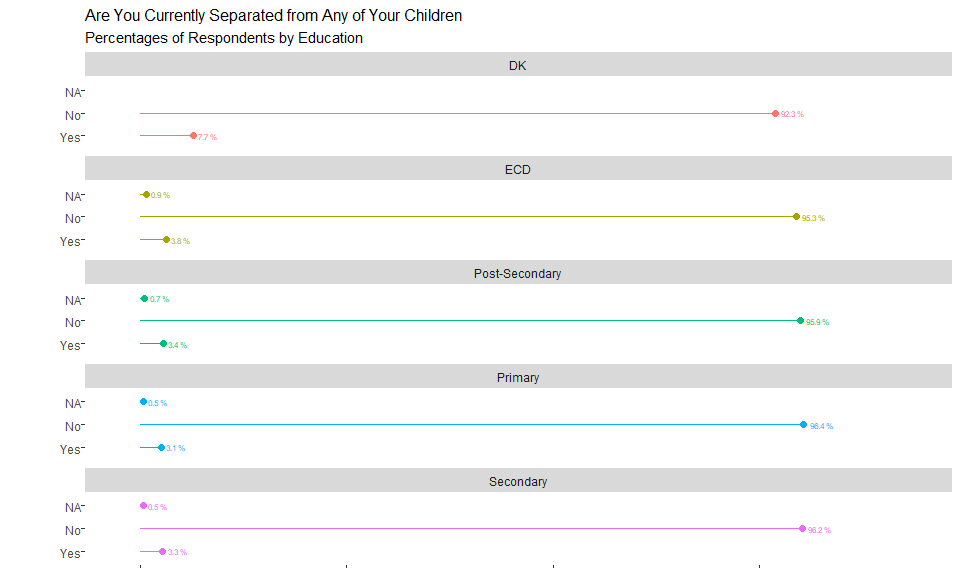 Are You Currently Separated from Any of Your Children
Percentages of Respondents by Education
DK
NA
No 92.3 %
Yes 7.7 %
ECD
NA 0.9 %
No 95.3 %
Yes 3.8 %
Post-Secondary
NA 0.7 %
No 95.9 %
Yes 3.4 %
Primary
NA 0.5 %
No 96.4 %
Yes 3.1 %
Secondary
NA 0.5 %
No 96.2 %
Yes 3.3 %